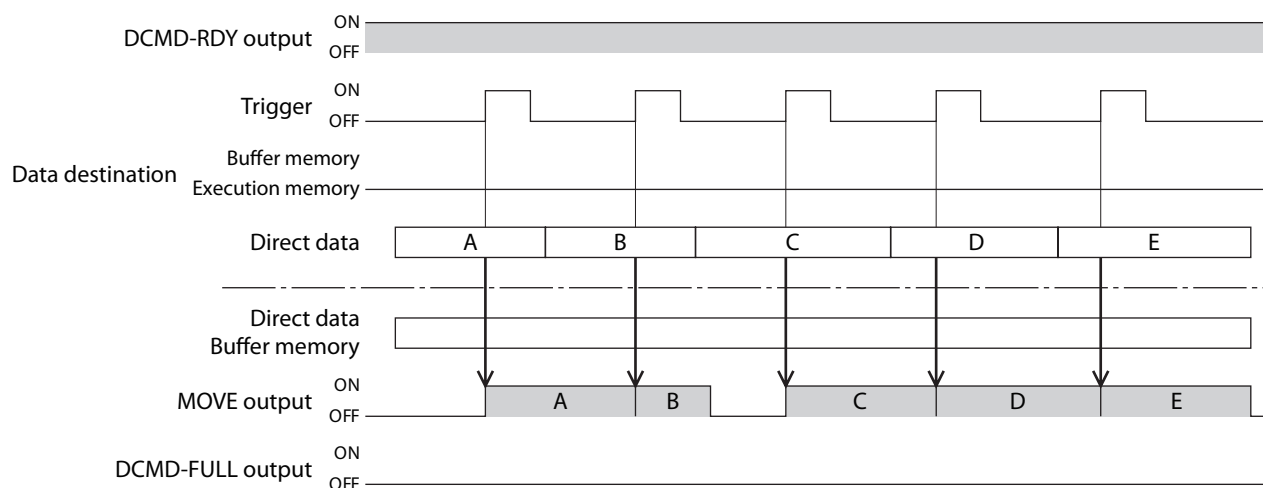 DCMD-RDY output
ON
OFF
Trigger
ON
OFF
Data destination
Buffer memory
Execution memory
Direct data
A B C D E
Direct data
Buffer memory
MOVE output
ON
OFF
A B C D E
DCMD-FULL output
ON
OFF